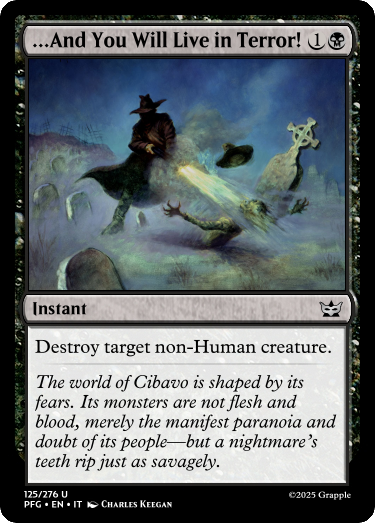 ...And You Will Live in Terror! 1
Instant
Destroy target non-Human creature.
The world of Cibavo is shaped by its
fears. Its monsters are not flesh and
blood, merely the manifest paranoia and
doubt of its people—but a nightmare's
teeth rip just as savagely.
125/276 U
PFG • EN • IT Charles Keegan
©2025 Grapple